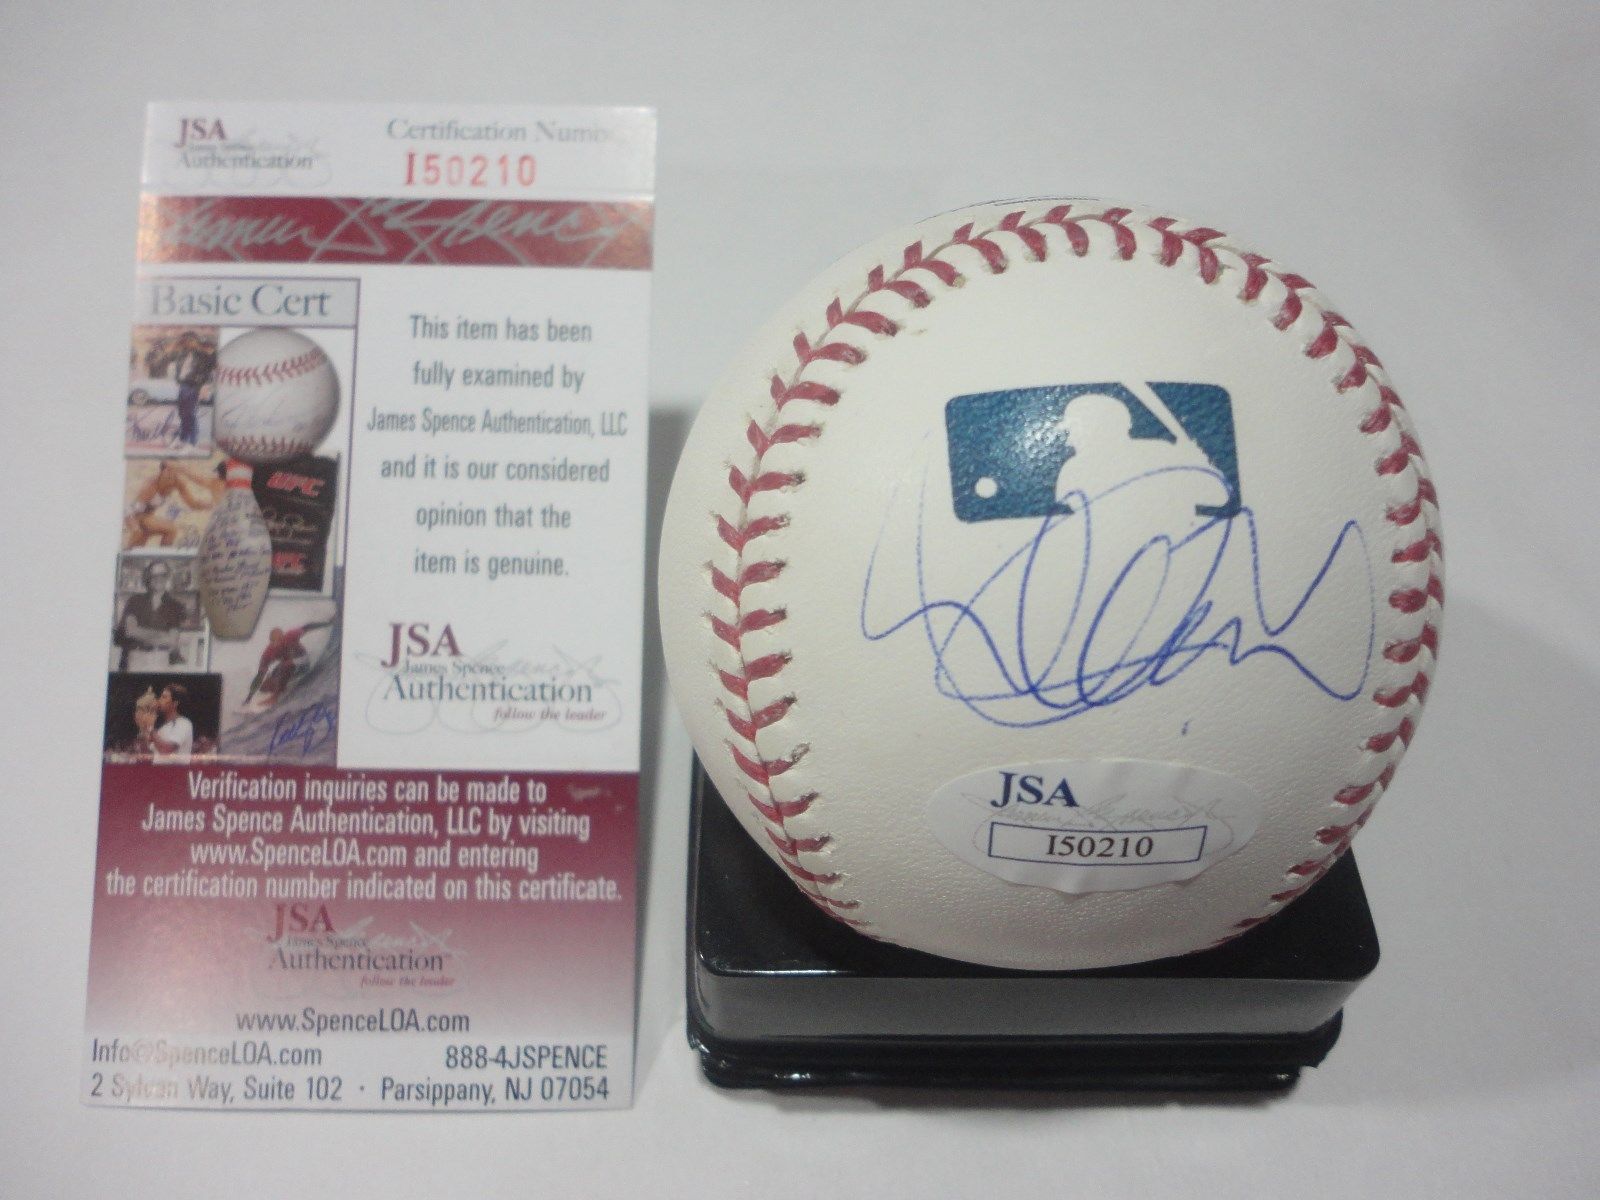 JSA
Authentication
Certification Number
I50210
Basic Cert
UFC
This item has been
fully examined by
James Spence Authentication, LLC
and it is our considered
opinion that the
item is genuine.
JSA
James Spence
Authentication
follow the leader
Verification inquiries can be made to
James Spence Authentication, LLC by visiting
www.SpenceLOA.com and entering
the certification number indicated on this certificate.
JSA
James Spence
Authentication
follow the leader
www.SpenceLOA.com
Info@SpenceLOA.com 888-4JSPENCE
2 Sylvan Way, Suite 102 · Parsippany, NJ 07054
JSA
I50210